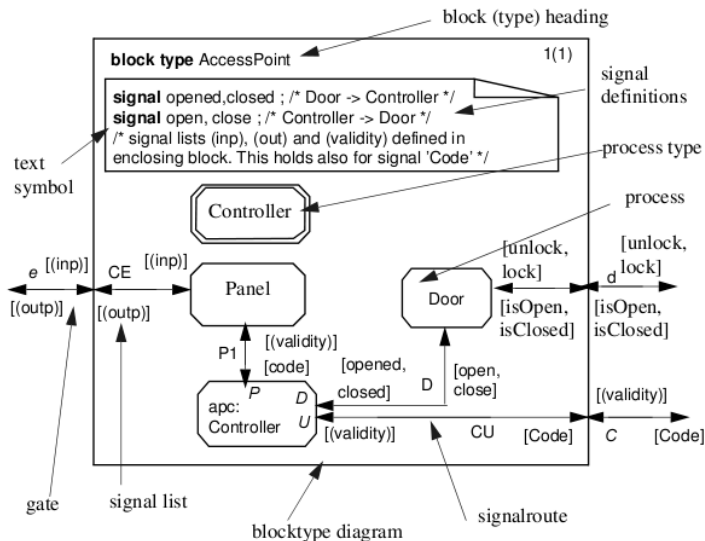 block (type) heading
block type AccessPoint
1(1)
signal opened,closed ; /* Door -> Controller */
signal open, close ; /* Controller -> Door */
/* signal lists (inp), (out) and (validity) defined in
enclosing block. This holds also for signal 'Code' */
signal
definitions
text
symbol
process type
Controller
process
e
[(inp)]
CE
[(inp)]
[(outp)]
[(outp)]
Panel
Door
[unlock,
lock]
[isOpen,
isClosed]
d
[unlock,
lock]
[isOpen,
isClosed]
P1
[(validity)]
[code]
[opened,
closed]
D
[open,
close]
P
D
apc:
Controller
U
[(validity)]
CU
[Code]
[(validity)]
C
[Code]
gate
signal list
blocktype diagram
signalroute